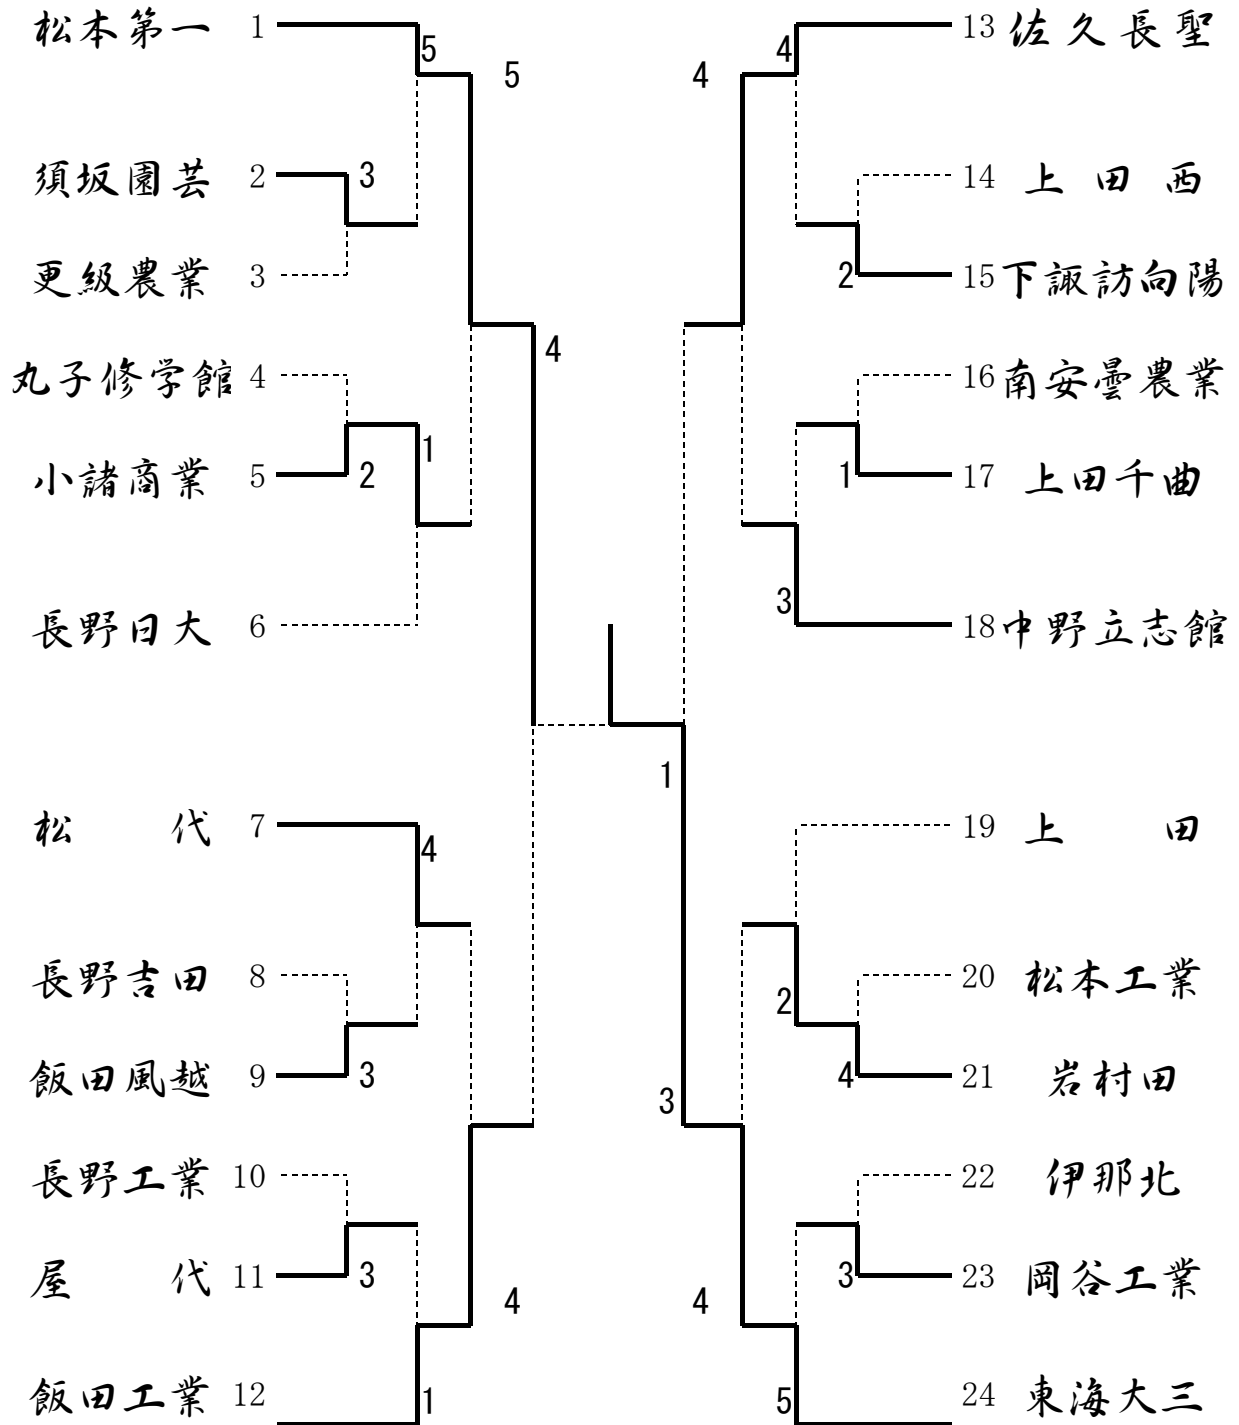 松本第一 1
5
5
須坂園芸 2
3
更級農業 3
4
丸子修学館 4
1
小諸商業 5
2
長野日大 6
松代 7
4
長野吉田 8
飯田風越 9
3
長野工業 10
屋代 11
3
4
飯田工業 12
1
13 佐久長聖
4
4
14 上田西
15 下諏訪向陽
2
16 南安曇農業
17 上田千曲
1
18 中野立志館
3
1
19 上田
20 松本工業
2
21 岩村田
4
3
22 伊那北
23 岡谷工業
3
4
24 東海大三
5